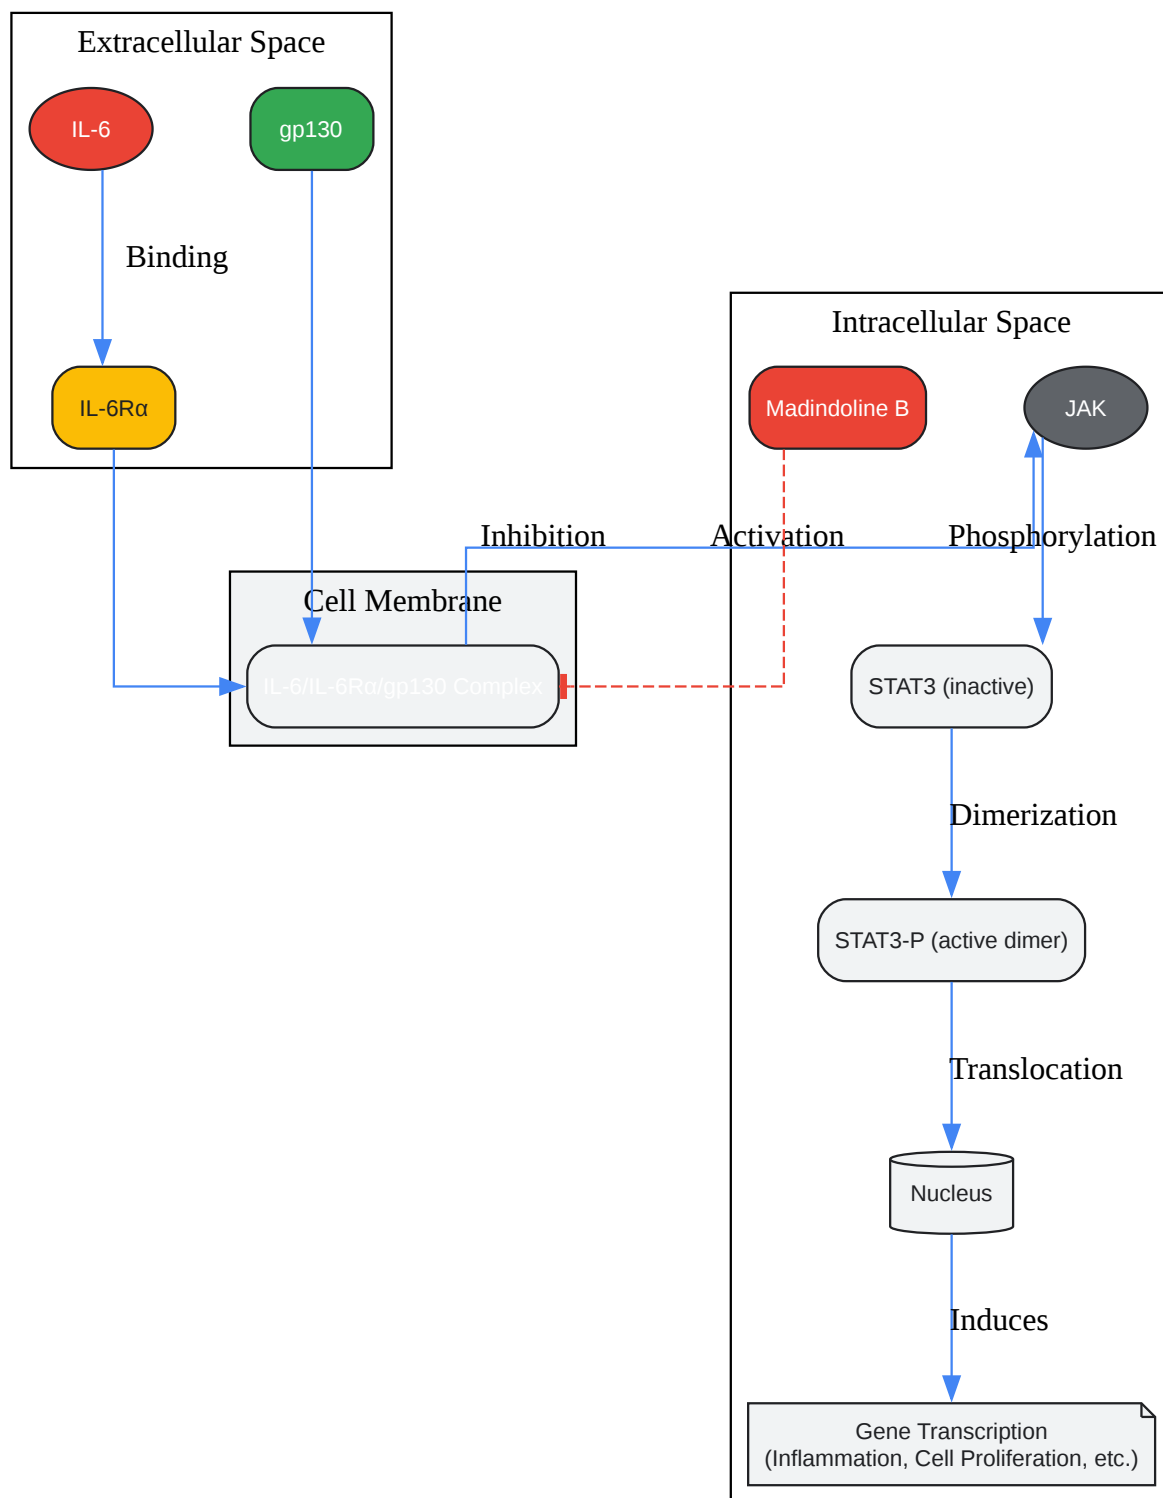 Extracellular Space
IL-6
gp130
Binding
IL-6Rα
Intracellular Space
Madindoline B
JAK
Inhibition
Activation
Phosphorylation
Cell Membrane
IL-6/IL-6Rα/gp130 Complex
STAT3 (inactive)
Dimerization
STAT3-P (active dimer)
Translocation
Nucleus
Induces
Gene Transcription
(Inflammation, Cell Proliferation, etc.)